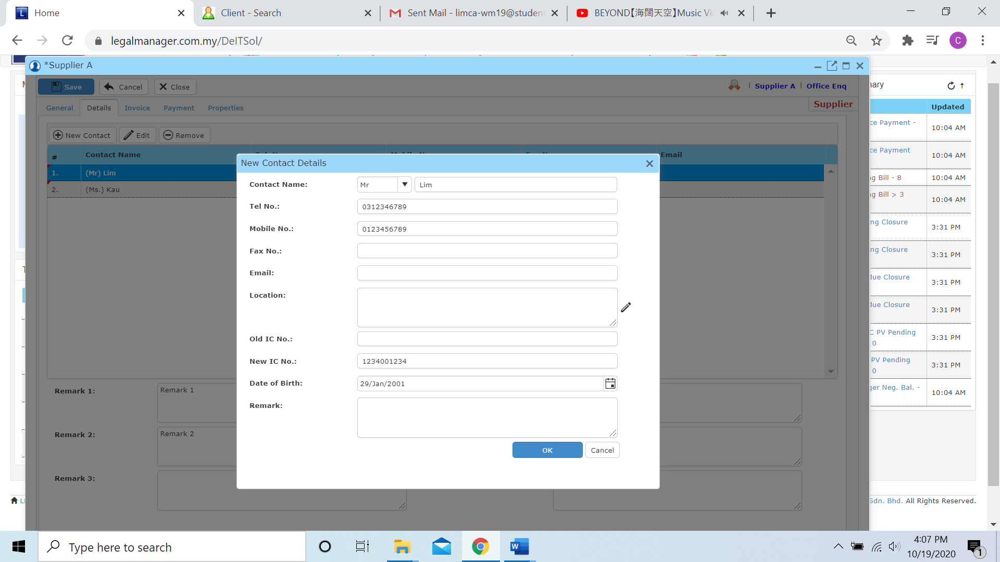 Home
Client - Search
Sent Mail - limca-wm19@student
BEYOND【海闊天空】Music Vi
legalmanager.com.my/DeITSol/
*Supplier A
Save
Cancel
Close
Supplier A
Office Enq
General
Details
Invoice
Payment
Properties
Supplier
New Contact
Edit
Remove
#
Contact Name
Email
1.
(Mr) Lim
2.
(Ms.) Kau
New Contact Details
Contact Name:
Mr
Lim
Tel No.:
0312346789
Mobile No.:
0123456789
Fax No.:
Email:
Location:
Old IC No.:
New IC No.:
1234001234
Date of Birth:
29/Jan/2001
Remark:
OK
Cancel
Remark 1:
Remark 1
Remark 2:
Remark 2
Remark 3:
nary
Updated
ce Payment -
10:04 AM
ce Payment
10:04 AM
g Bill - 8
10:04 AM
g Bill > 3
10:04 AM
ng Closure
3:31 PM
ng Closure
3:31 PM
due Closure
3:31 PM
due Closure
3:31 PM
C PV Pending
0
3:31 PM
PV Pending
0
3:31 PM
ger Neg. Bal. -
10:04 AM
Sdn. Bhd. All Rights Reserved.
Type here to search
4:07 PM
10/19/2020
1